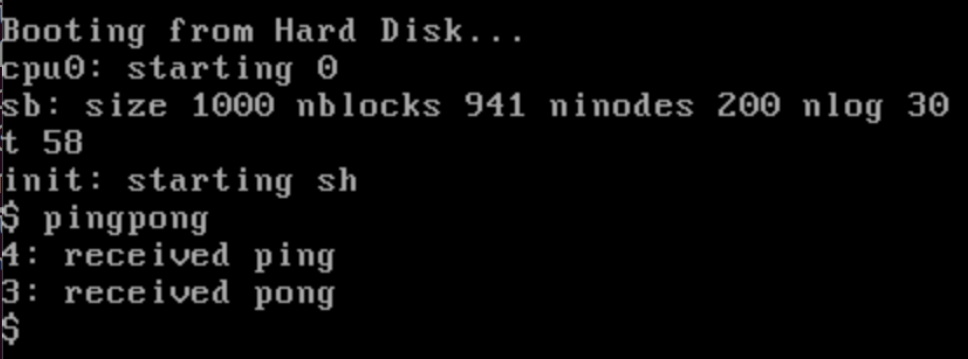 Booting from Hard Disk...
cpu0: starting 0
sb: size 1000 nblocks 941 ninodes 200 nlog 30
t 58
init: starting sh
$ pingpong
4: received ping
3: received pong
$